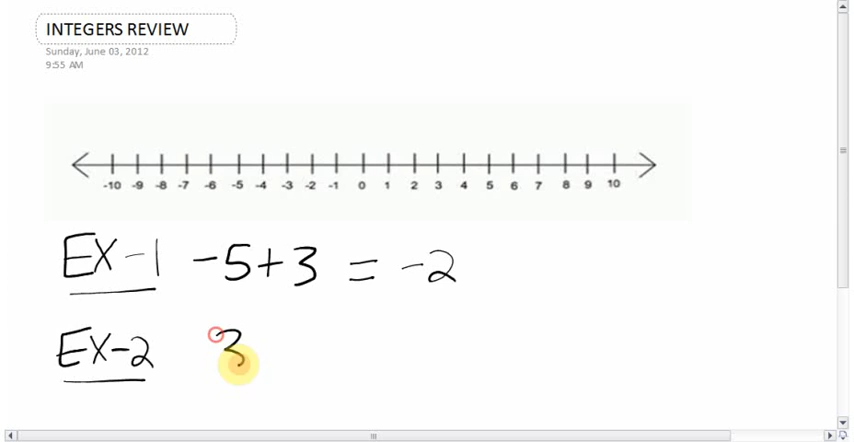 INTEGERS REVIEW
Sunday, June 03, 2012
9:55 AM
-10 -9 -8 -7 -6 -5 -4 -3 -2 -1 0 1 2 3 4 5 6 7 8 9 10
EX-1 -5+3 = -2
EX-2 3